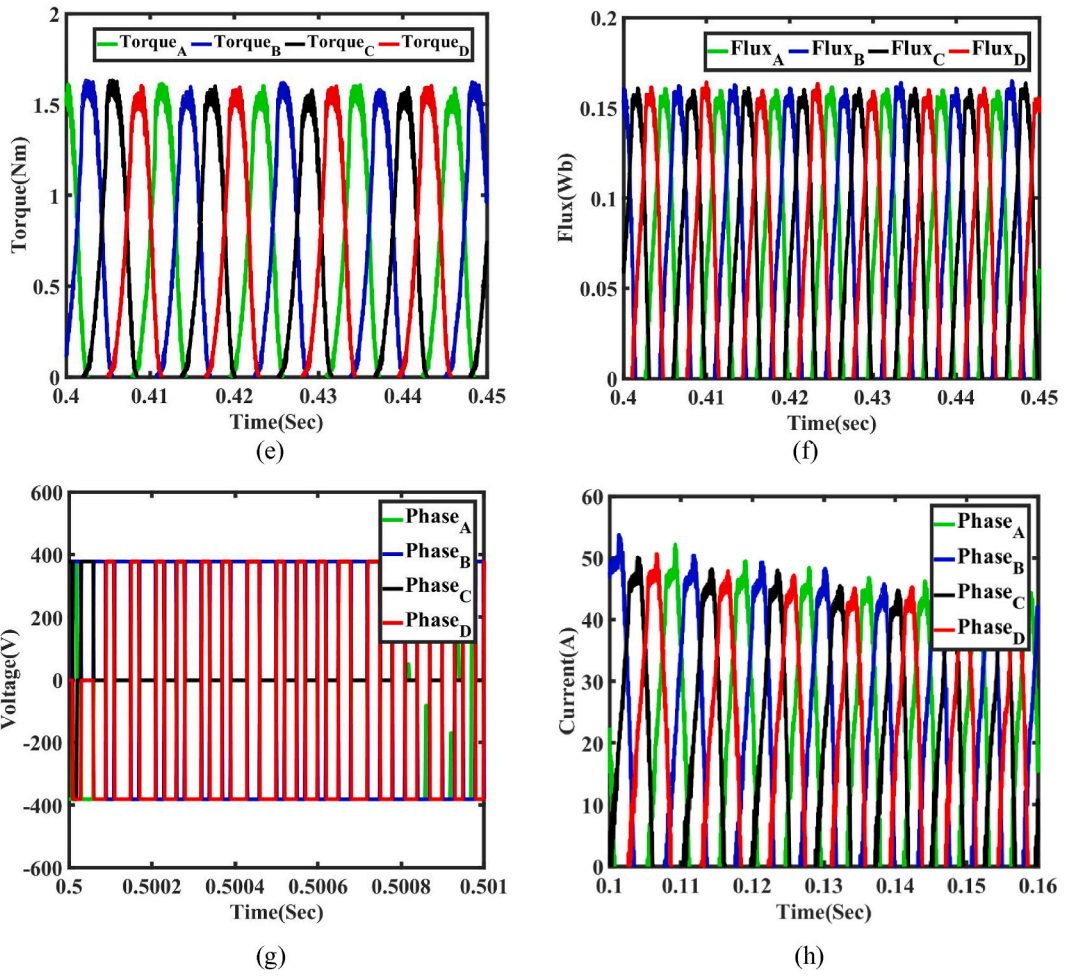 2
1.5
1
0.5
0
Torque(Nm)
Torque_A Torque_B Torque_C Torque_D
0.4 0.41 0.42 0.43 0.44 0.45
Time(Sec)
(e)
0.2
0.15
0.1
0.05
0
Flux(Wb)
Flux_A Flux_B Flux_C Flux_D
0.4 0.41 0.42 0.43 0.44 0.45
Time(sec)
(f)
600
400
200
0
-200
-400
-600
Voltage(V)
Phase_A
Phase_B
Phase_C
Phase_D
0.5 0.5002 0.5004 0.5006 0.5008 0.501
Time(Sec)
(g)
60
50
40
30
20
10
0
Current(A)
Phase_A
Phase_B
Phase_C
Phase_D
0.1 0.11 0.12 0.13 0.14 0.15 0.16
Time(Sec)
(h)